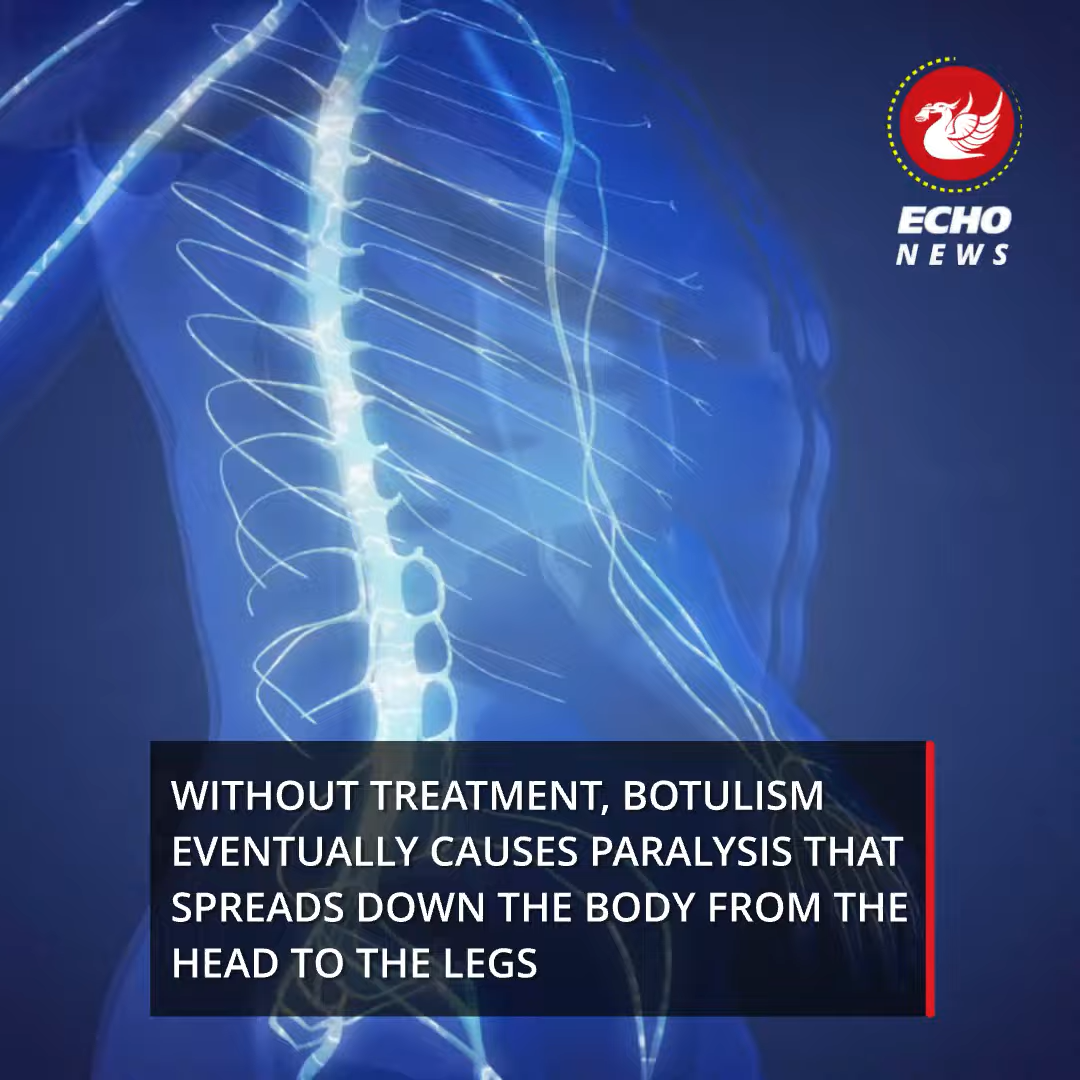 ECHO
NEWS
WITHOUT TREATMENT, BOTULISM
EVENTUALLY CAUSES PARALYSIS THAT
SPREADS DOWN THE BODY FROM THE
HEAD TO THE LEGS